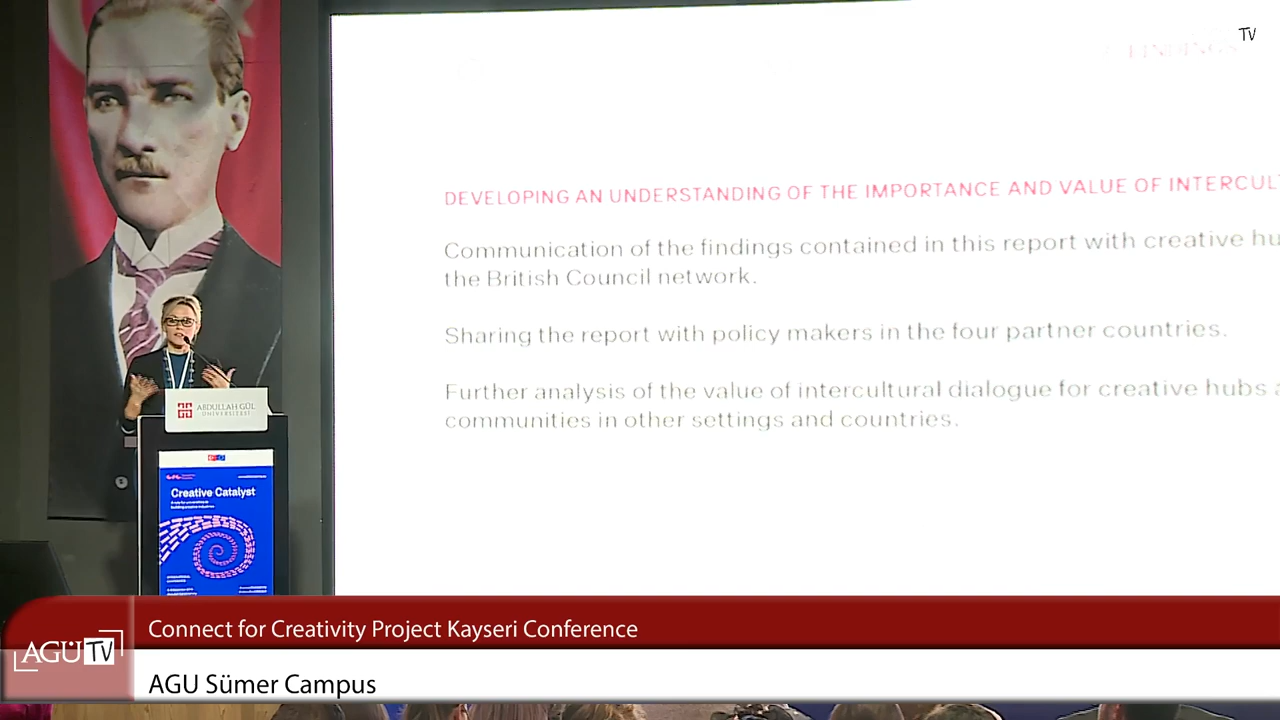 TV
FINDINGS
DEVELOPING AN UNDERSTANDING OF THE IMPORTANCE AND VALUE OF INTERCUL
Communication of the findings contained in this report with creative hu
the British Council network.
Sharing the report with policy makers in the four partner countries.
Further analysis of the value of intercultural dialogue for creative hubs a
communities in other settings and countries.
ABDULLAH GÜL
ÜNİVERSİTESİ
Creative Catalyst
Connect for Creativity Project Kayseri Conference
AGÜ TV
AGU Sümer Campus